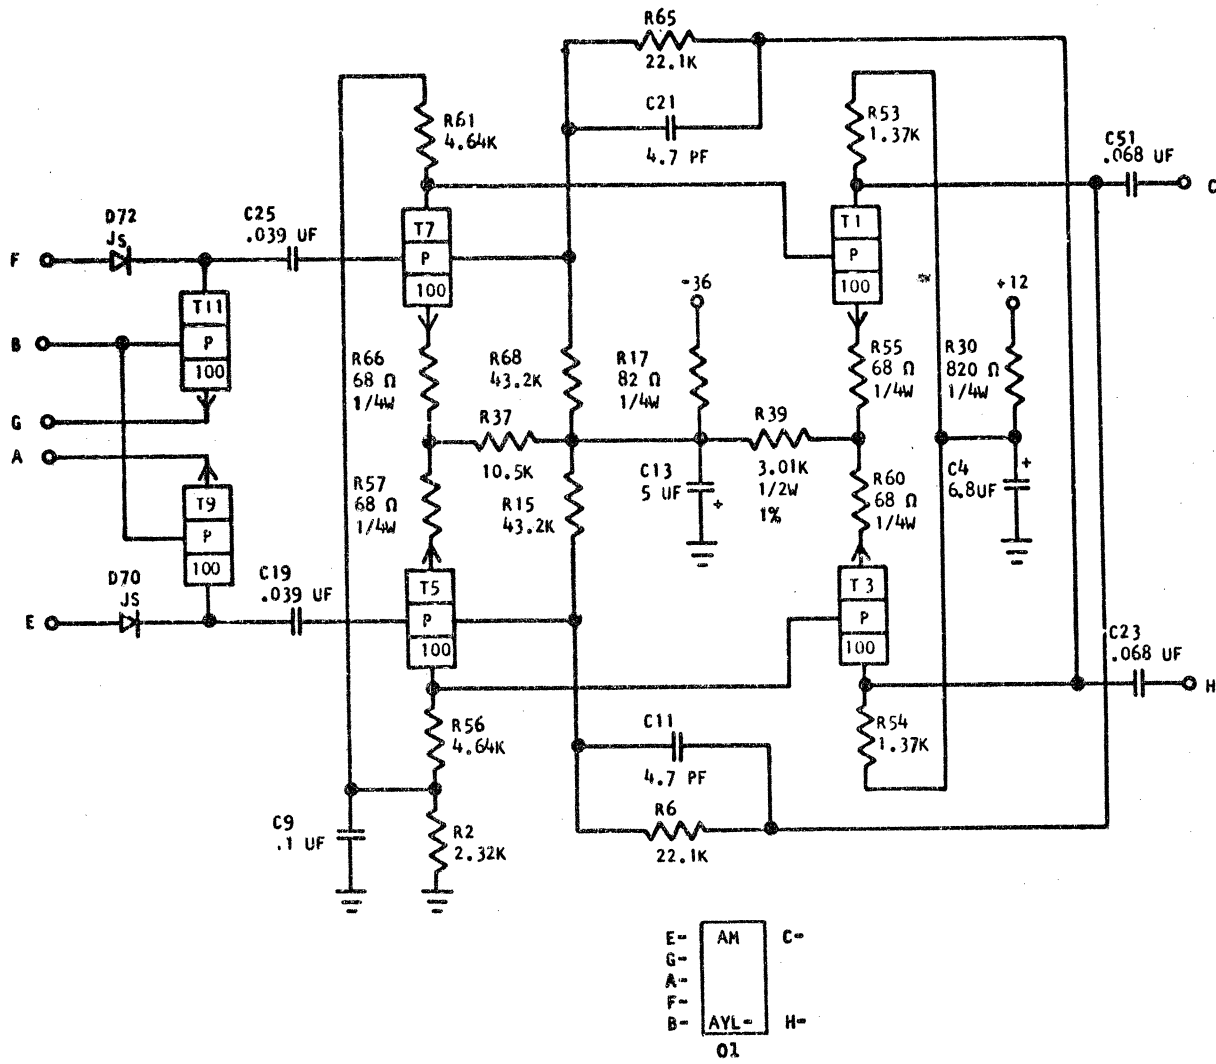 R65
22.1K
C21
4.7 PF
R61
4.64K
R53
1.37K
C51
.068 UF
C
D72
JS
C25
.039 UF
F
T7
P
100
T1
P
100
T11
P
100
B
-36
+12
R66
68 Ω
1/4W
R68
43.2K
R17
82 Ω
1/4W
R55
68 Ω
1/4W
R30
820 Ω
1/4W
G
A
R37
10.5K
R39
3.01K
1/2W
1%
C13
5 UF
+
C4
6.8UF
+
R57
68 Ω
1/4W
R15
43.2K
R60
68 Ω
1/4W
T9
P
100
D70
JS
C19
.039 UF
E
T5
P
100
T3
P
100
C23
.068 UF
H
R56
4.64K
C11
4.7 PF
R54
1.37K
C9
.1 UF
R2
2.32K
R6
22.1K
E- AM C-
G-
A-
F-
B- AYL- H-
01